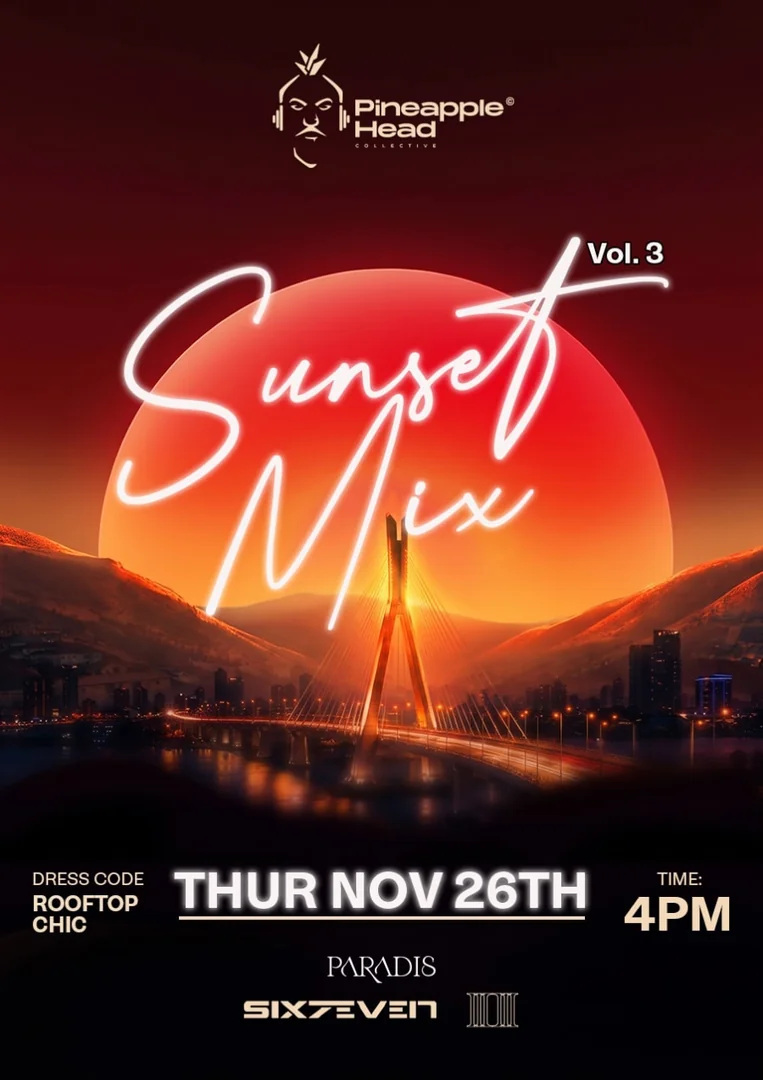 Pineapple©
Head
COLLECTIVE
Vol. 3
Sunset
Mix
DRESS CODE
ROOFTOP
CHIC
THUR NOV 26TH
TIME:
4PM
PARADIS
SIX7EVEN